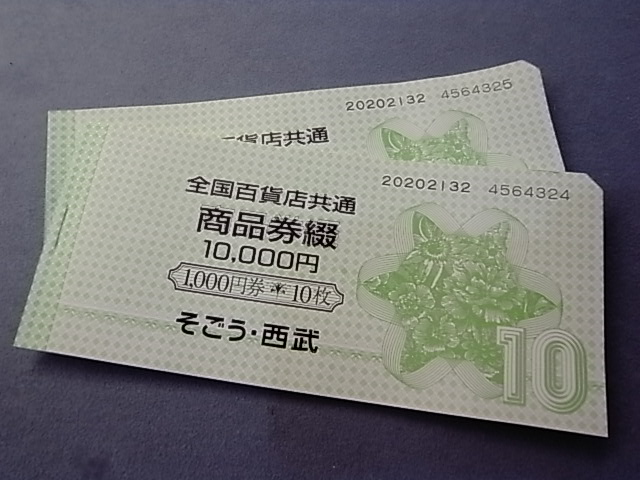 20202132 4564325
百貨店共通
20202132 4564324
全国百貨店共通
商品券綴
10,000円
1,000円券 10枚
そごう・西武
10